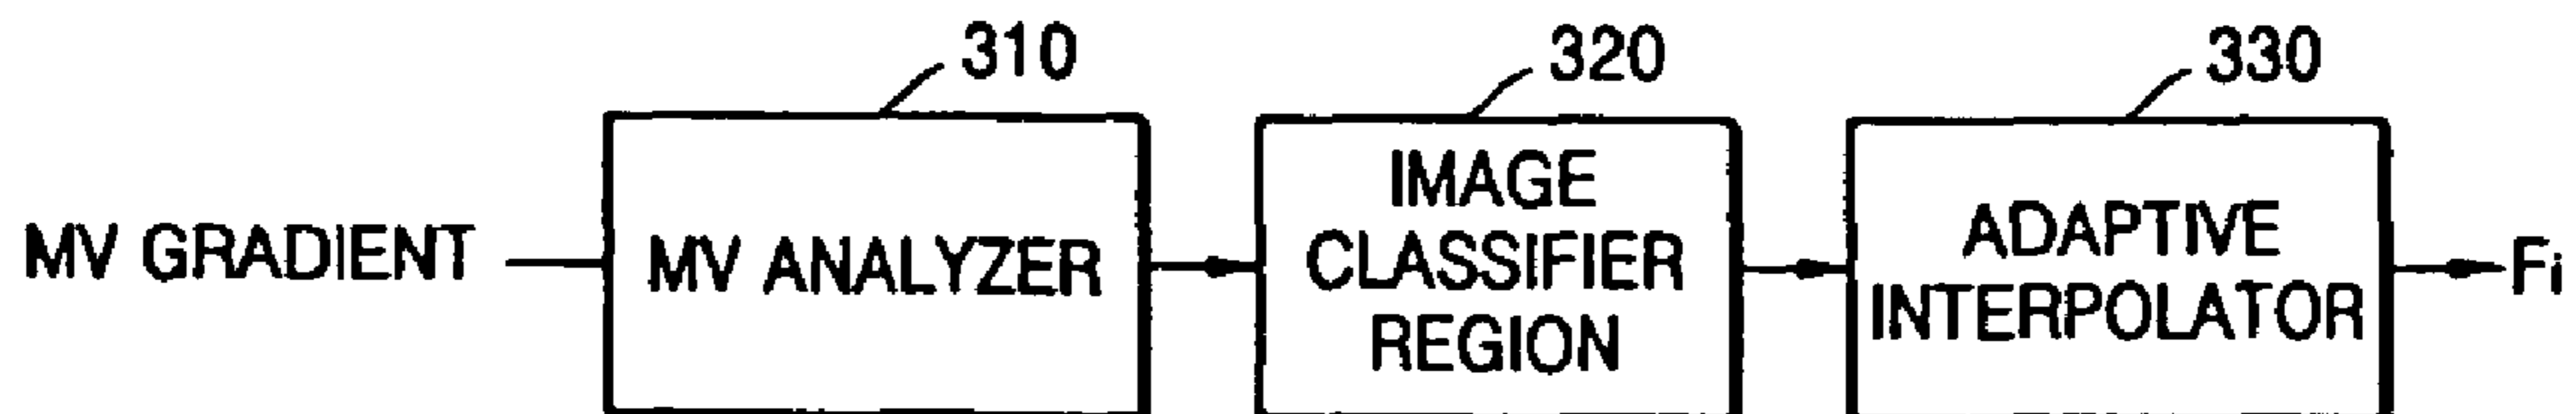 310
320
330
MV GRADIENT
MV ANALYZER
IMAGE
CLASSIFIER
REGION
ADAPTIVE
INTERPOLATOR
Fi